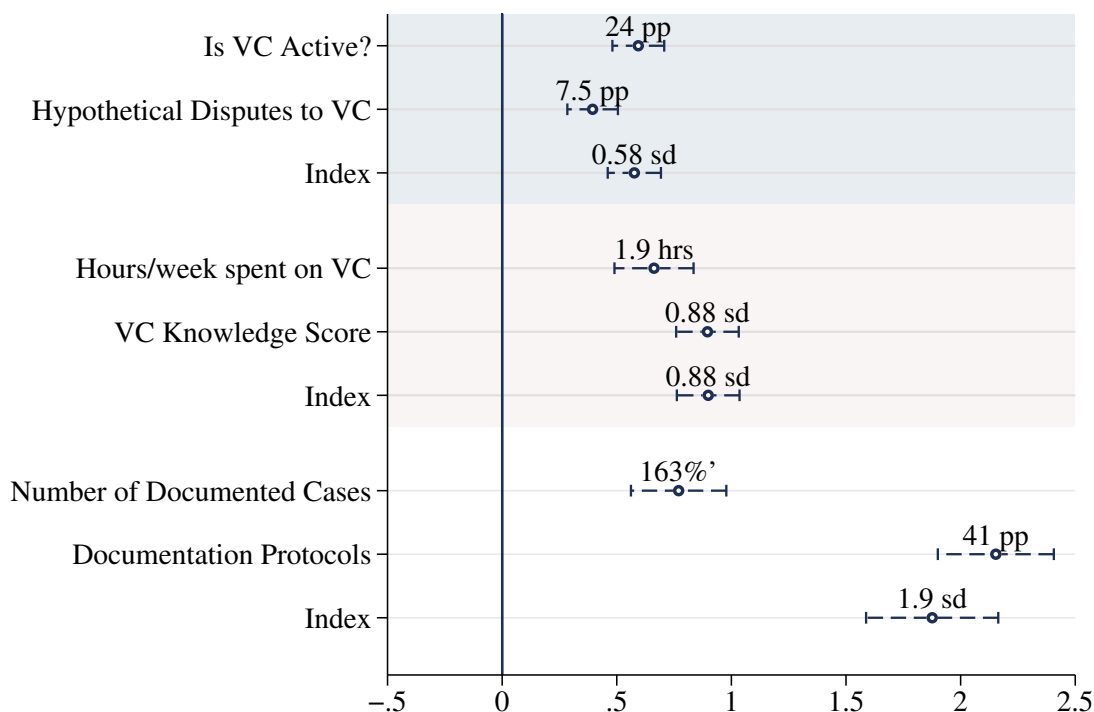 24 pp
Is VC Active?
7.5 pp
Hypothetical Disputes to VC
0.58 sd
Index
1.9 hrs
Hours/week spent on VC
0.88 sd
VC Knowledge Score
0.88 sd
Index
163%’
Number of Documented Cases
41 pp
Documentation Protocols
1.9 sd
Index
−.5 0 .5 1 1.5 2 2.5